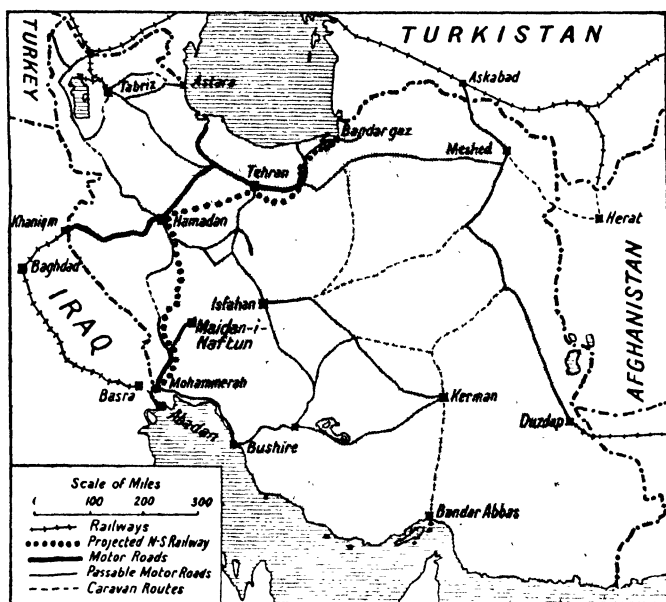 TURKISTAN
TURKEY
Askabad
Tabriz
Astara
Bandargaz
Meshed
Tehran
Khaniqin
Hamadan
Herat
Baghdad
IRAQ
AFGHANISTAN
Isfahan
Maidan-i-
Naftun
Basra
Mohammerah
Abadan
Kerman
Duzdap
Bushire
Bandar Abbas
Scale of Miles
0 100 200 300
Railways
Projected N-S Railway
Motor Roads
Passable Motor Roads
Caravan Routes